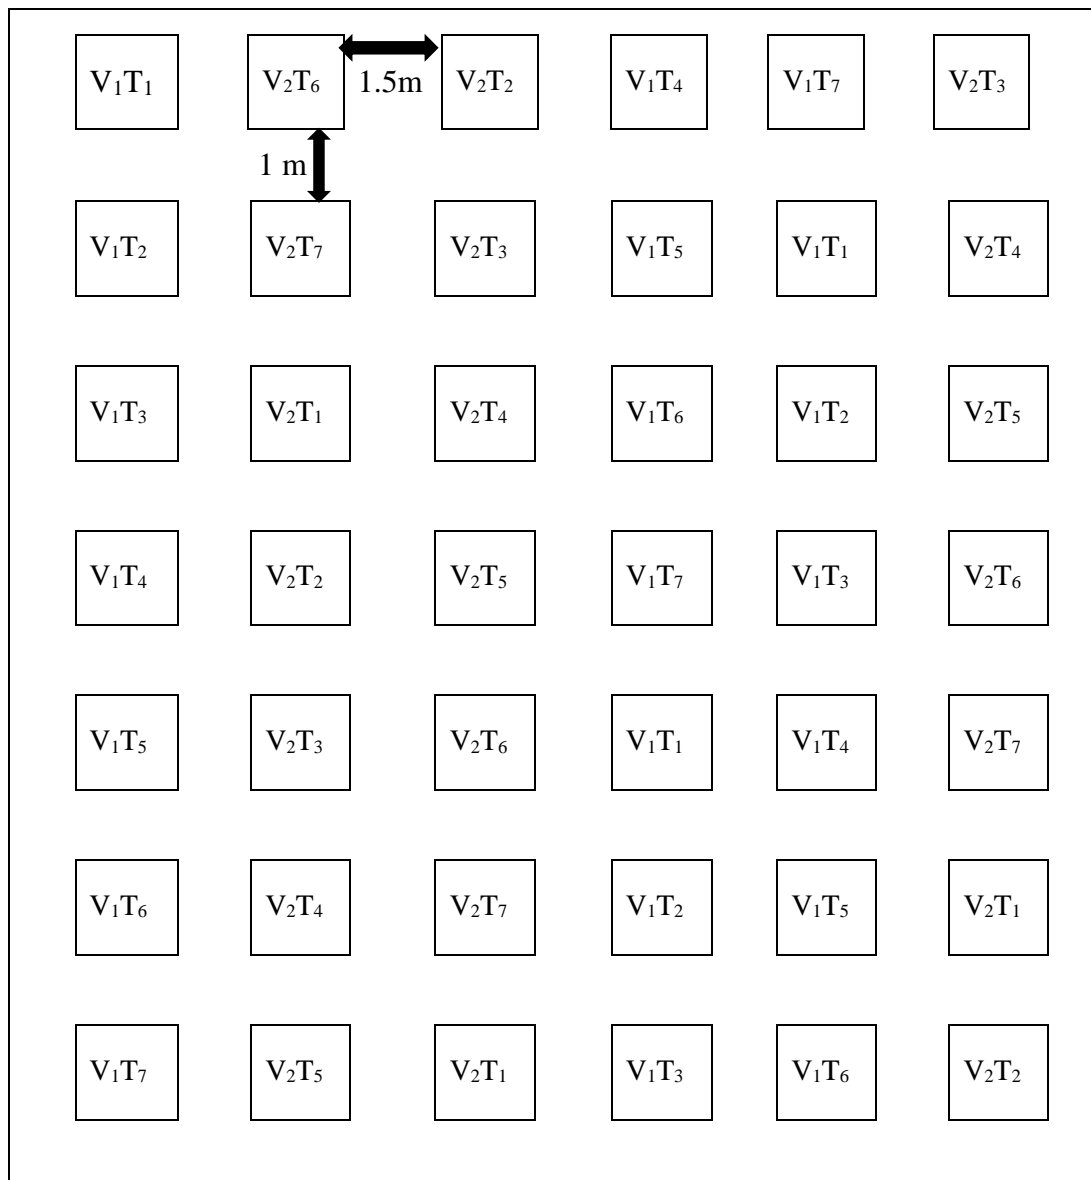 V₁T₁ V₂T₆ 1.5m V₂T₂ V₁T₄ V₁T₇ V₂T₃
1 m
V₁T₂ V₂T₇ V₂T₃ V₁T₅ V₁T₁ V₂T₄
V₁T₃ V₂T₁ V₂T₄ V₁T₆ V₁T₂ V₂T₅
V₁T₄ V₂T₂ V₂T₅ V₁T₇ V₁T₃ V₂T₆
V₁T₅ V₂T₃ V₂T₆ V₁T₁ V₁T₄ V₂T₇
V₁T₆ V₂T₄ V₂T₇ V₁T₂ V₁T₅ V₂T₁
V₁T₇ V₂T₅ V₂T₁ V₁T₃ V₁T₆ V₂T₂